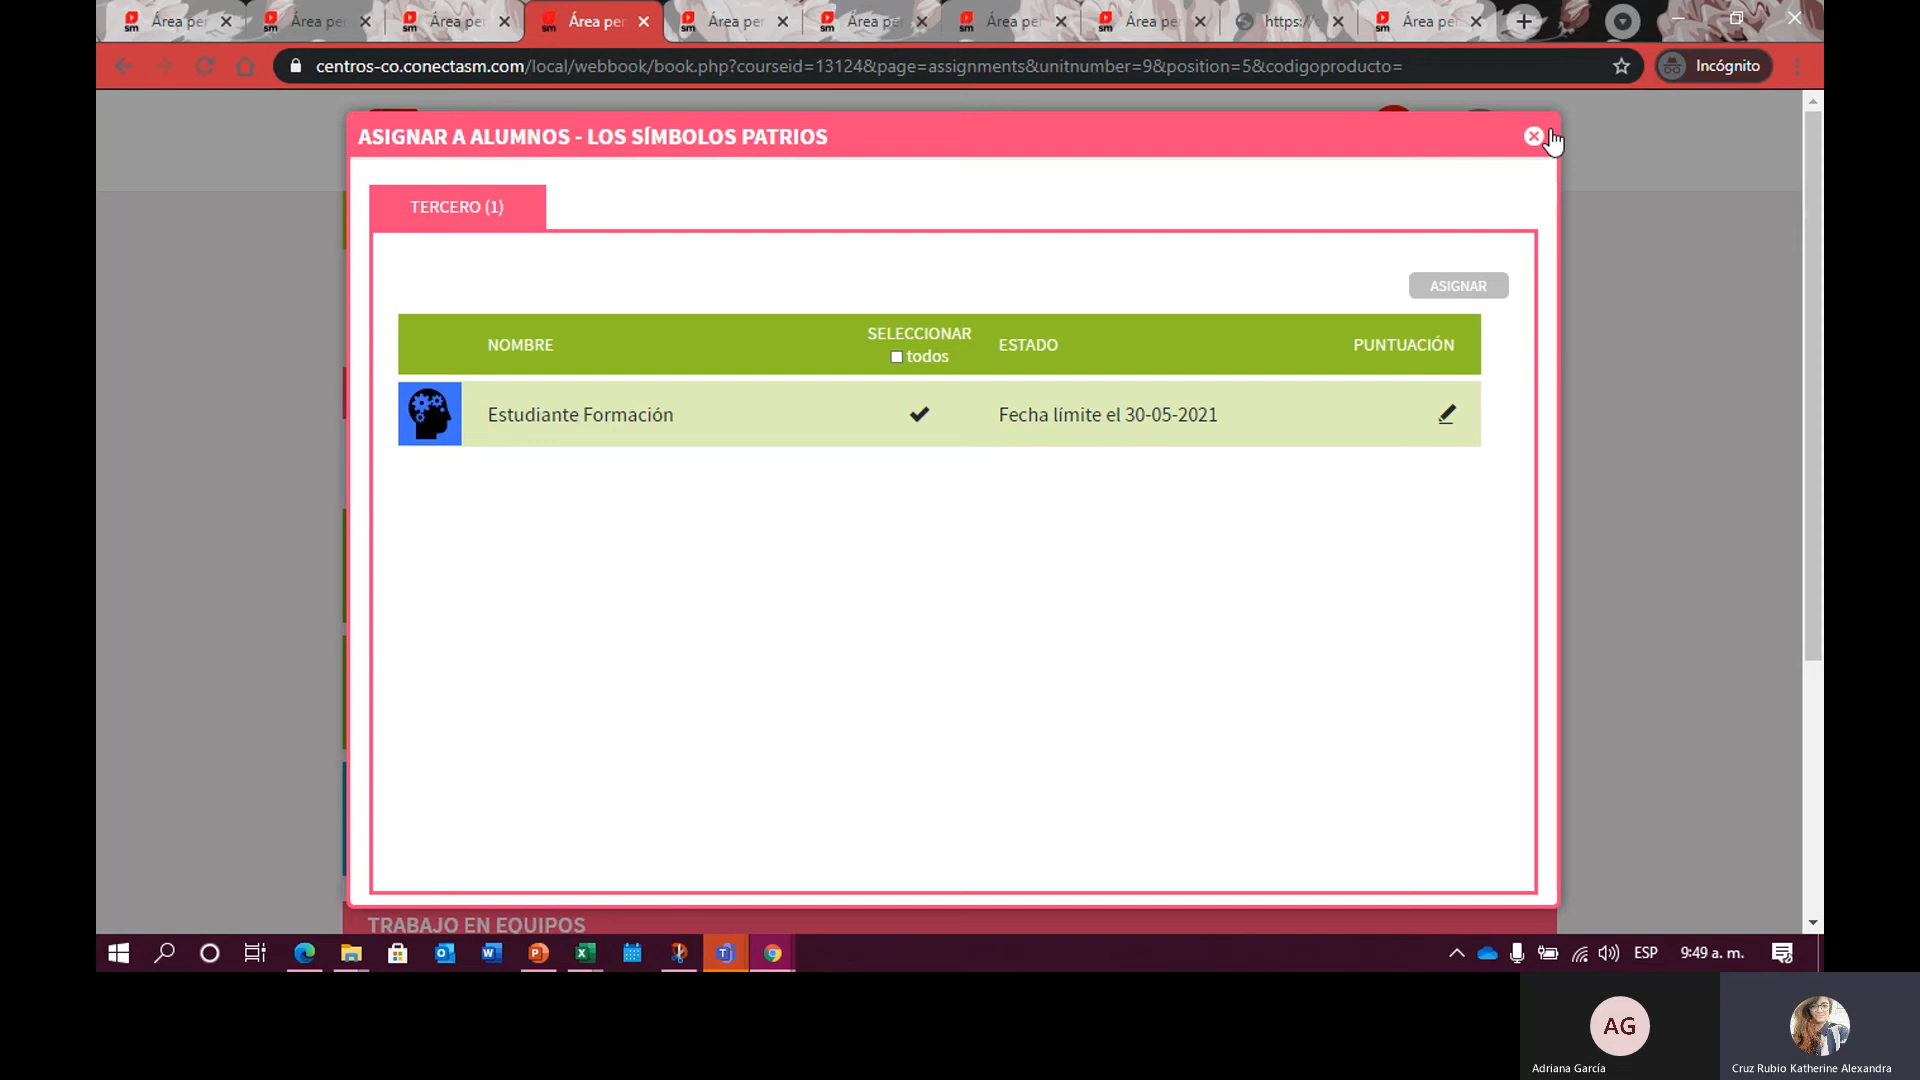 Área per Área per Área per Área per Área per Área per Área per Área per https:// Área per
centros-co.conectasm.com/local/webbook/book.php?courseid=13124&page=assignments&unitnumber=9&position=5&codigoproducto= Incógnito
ASIGNAR A ALUMNOS - LOS SÍMBOLOS PATRIOS
TERCERO (1)
ASIGNAR
NOMBRE SELECCIONAR ESTADO PUNTUACIÓN
todos
Estudiante Formación Fecha límite el 30-05-2021
TRABAJO EN EQUIPOS
ESP 9:49 a. m.
AG
Adriana García Cruz Rubio Katherine Alexandra